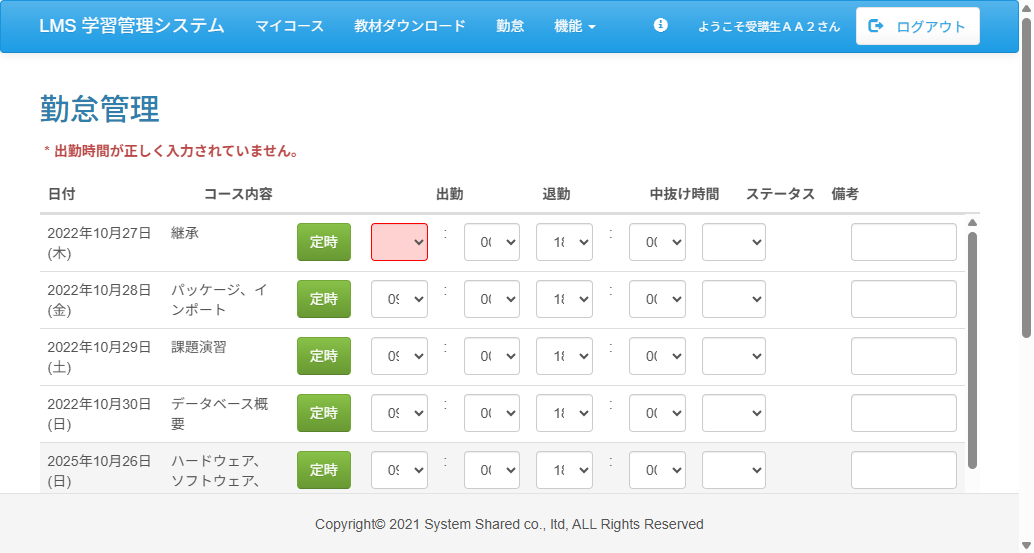 LMS 学習管理システム マイコース 教材ダウンロード 勤怠 機能 ようこそ受講生ＡＡ２さん ログアウト
勤怠管理
* 出勤時間が正しく入力されていません。
日付 コース内容 出勤 退勤 中抜け時間 ステータス 備考
2022年10月27日 継承 定時 : 00 18 : 00
(木)
2022年10月28日 パッケージ、イ 定時 09 : 00 18 : 00
(金) ンポート
2022年10月29日 課題演習 定時 09 : 00 18 : 00
(土)
2022年10月30日 データベース概 定時 09 : 00 18 : 00
(日) 要
2025年10月26日 ハードウェア、 定時 09 : 00 18 : 00
(日) ソフトウェア、
Copyright© 2021 System Shared co., ltd, ALL Rights Reserved